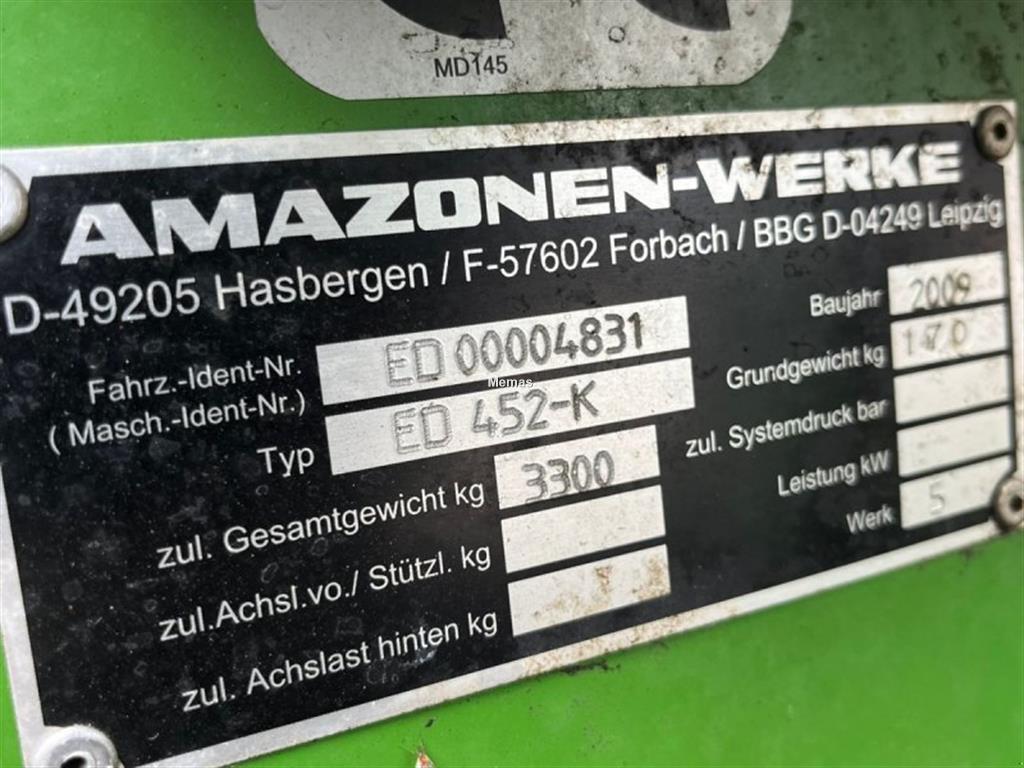 MD145
AMAZONEN-WERKE
D-49205 Hasbergen / F-57602 Forbach / BBG D-04249 Leipzig
Fahrz.-Ident-Nr. ED00004831
( Masch.-Ident-Nr.)
Typ ED 452-K
zul. Gesamtgewicht kg 3300
zul.Achsl.vo./ Stützl. kg
zul. Achslast hinten kg
Baujahr 2009
Grundgewicht kg
zul. Systemdruck bar
Leistung kW
Werk 5
Memas